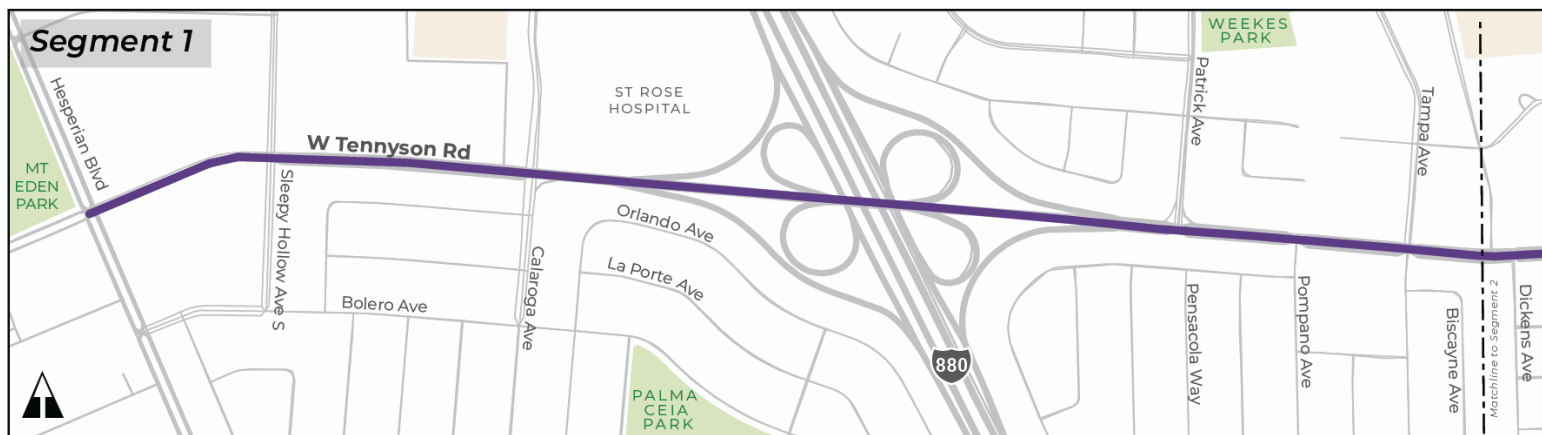 Segment 1
Hesperian Blvd
MT
EDEN
PARK
W Tennyson Rd
Sleepy Hollow Ave S
Bolero Ave
Calaroga Ave
ST ROSE
HOSPITAL
Orlando Ave
La Porte Ave
PALMA
CEIA
PARK
880
WEEKES
PARK
Patrick Ave
Tampa Ave
Pensacola Way
Pompano Ave
Biscayne Ave
Matchline to Segment 2
Dickens Ave